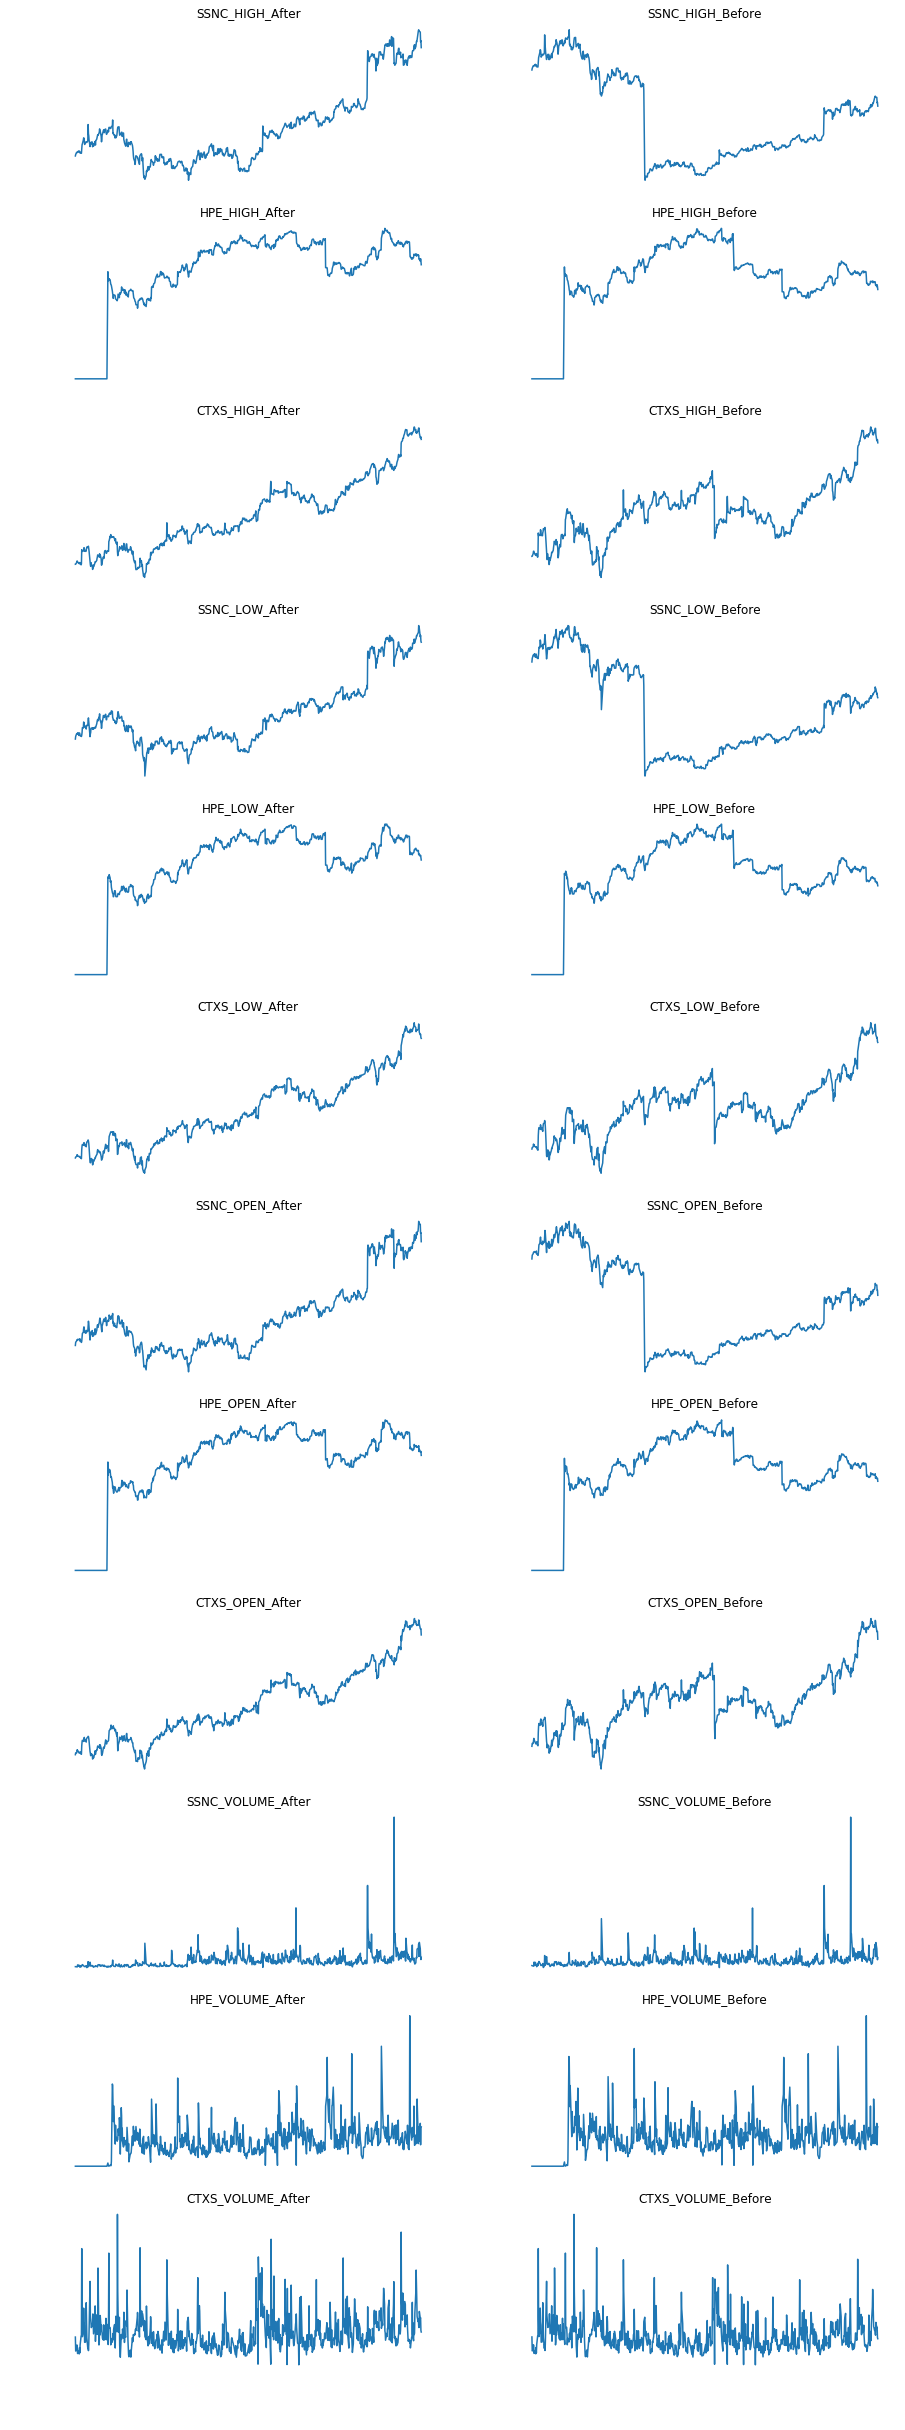 SSNC_HIGH_After
SSNC_HIGH_Before
HPE_HIGH_After
HPE_HIGH_Before
CTXS_HIGH_After
CTXS_HIGH_Before
SSNC_LOW_After
SSNC_LOW_Before
HPE_LOW_After
HPE_LOW_Before
CTXS_LOW_After
CTXS_LOW_Before
SSNC_OPEN_After
SSNC_OPEN_Before
HPE_OPEN_After
HPE_OPEN_Before
CTXS_OPEN_After
CTXS_OPEN_Before
SSNC_VOLUME_After
SSNC_VOLUME_Before
HPE_VOLUME_After
HPE_VOLUME_Before
CTXS_VOLUME_After
CTXS_VOLUME_Before